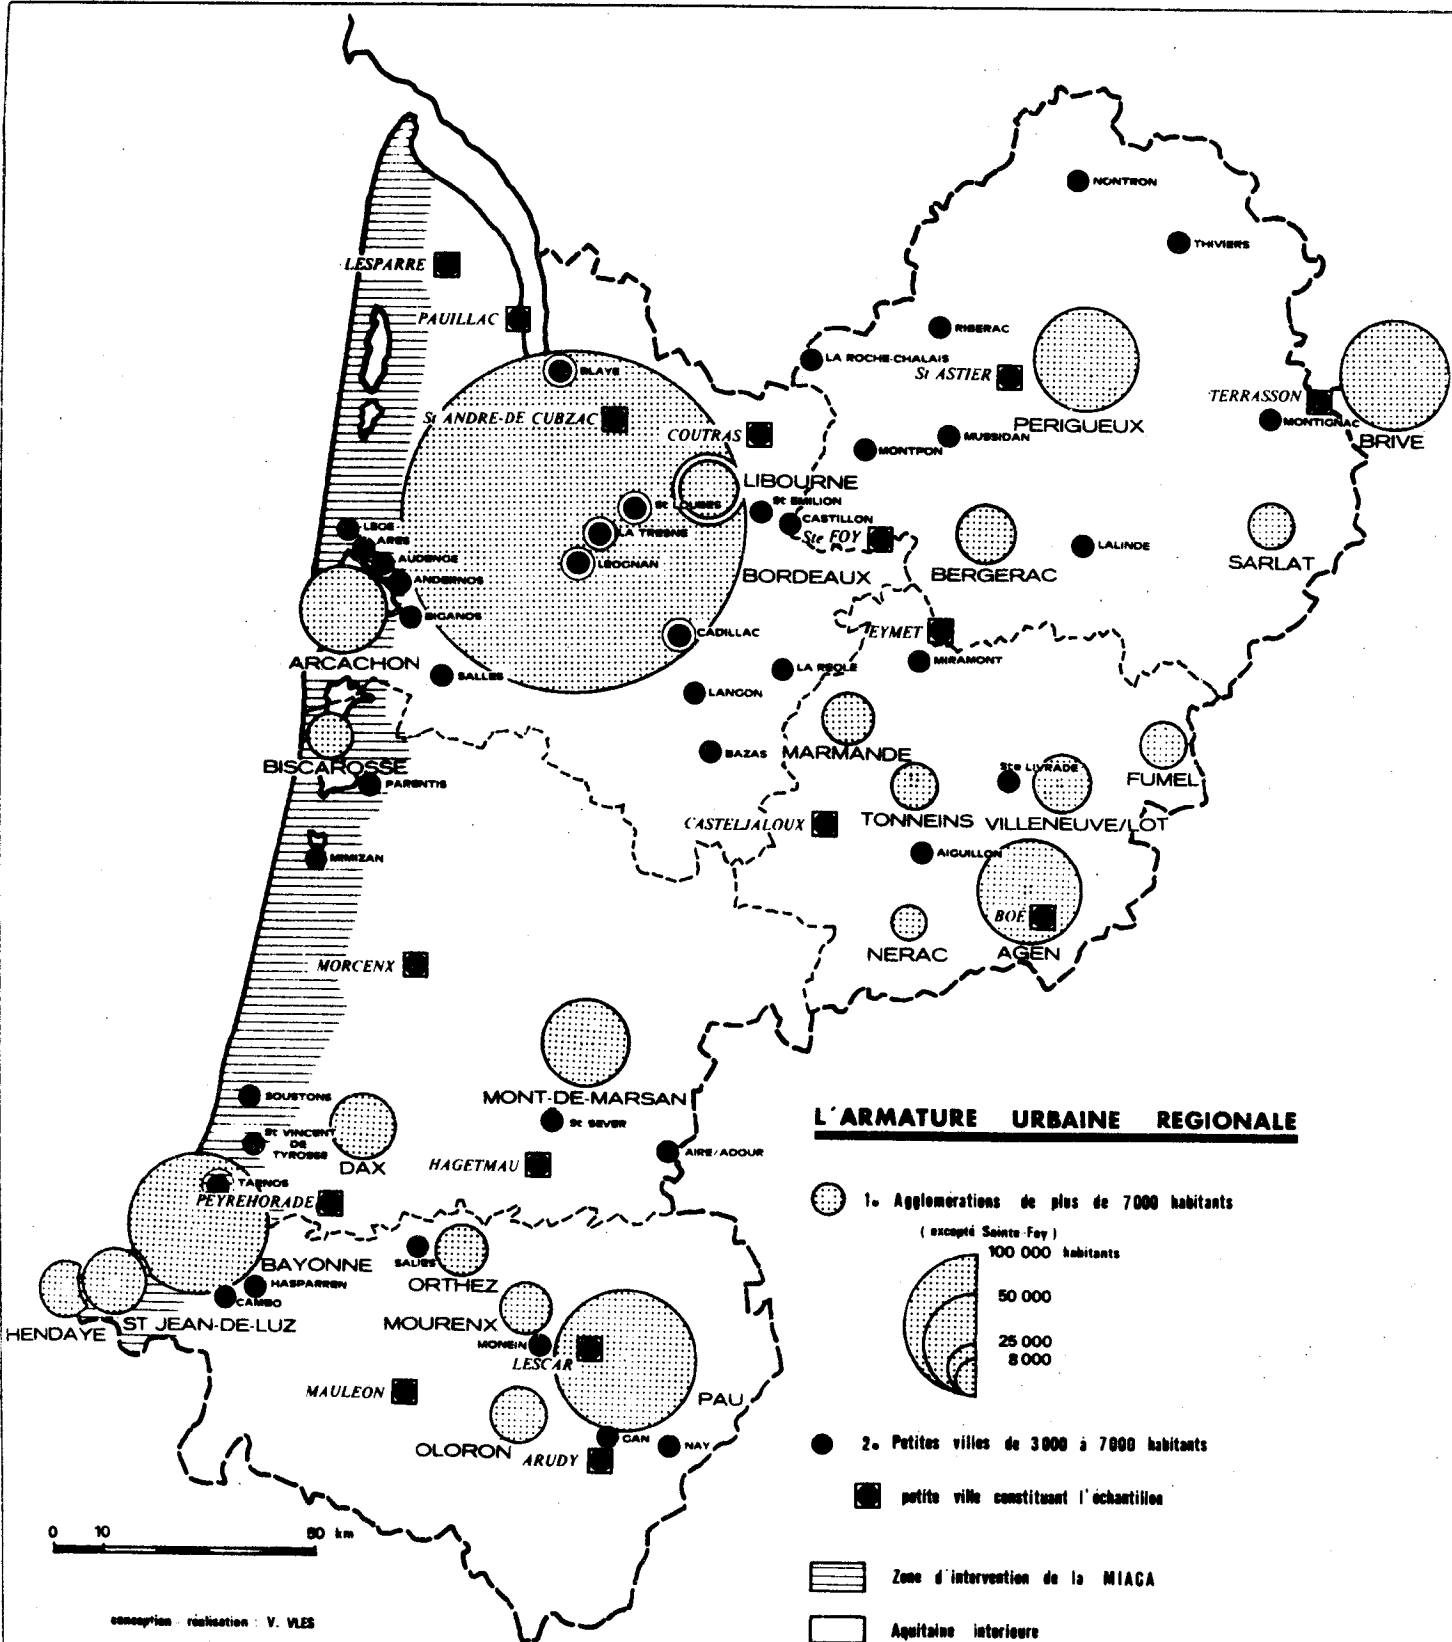 NONTRON
THIVIERS
LESPARRE
PAUILLAC
RIBERAC
LA ROCHE-CHALAIS
St ASTIER
BLAYE
TERRASSON
St ANDRE-DE CUBZAC
COUTRAS
PERIGUEUX
MONTIGNAC
BRIVE
MUSSIDAN
MONTPON
LIBOURNE
St EMILION
St LOUBES
CASTILLON
LEGE
ARES
LA TRESNE
Ste FOY
AUDENGE
LEOGNAN
BORDEAUX
BERGERAC
LALINDE
SARLAT
ANDERNOS
BIGANOS
CADILLAC
EYMET
ARCACHON
SALLES
LA REOLE
MIRAMONT
LANGON
BAZAS
MARMANDE
BISCAROSSE
Ste LIVRADE
FUMEL
PARENTIS
CASTELJALOUX
TONNEINS
VILLENEUVE/LOT
MIMIZAN
AIGUILLON
BOÉ
NERAC
AGEN
MORCENX
MONT-DE-MARSAN
SOUSTONS
St SEVER
St VINCENT
DE
TYROSSE
DAX
HAGETMAU
AIRE/ADOUR
TARNOS
PEYREHORADE
BAYONNE
SALIES
ORTHEZ
HASPARREN
CAMBO
HENDAYE
ST JEAN-DE-LUZ
MOURENX
MONEIN
LESCAR
MAULEON
PAU
OLORON
GAN
NAY
ARUDY
L'ARMATURE URBAINE REGIONALE
1. Agglomérations de plus de 7000 habitants
( excepté Sainte-Foy )
100 000 habitants
50 000
25 000
8 000
2. Petites villes de 3000 à 7000 habitants
petite ville constituant l'échantillon
Zone d'intervention de la MIACA
Aquitaine interieure
0 10 50 km
conception réalisation : V. VLES